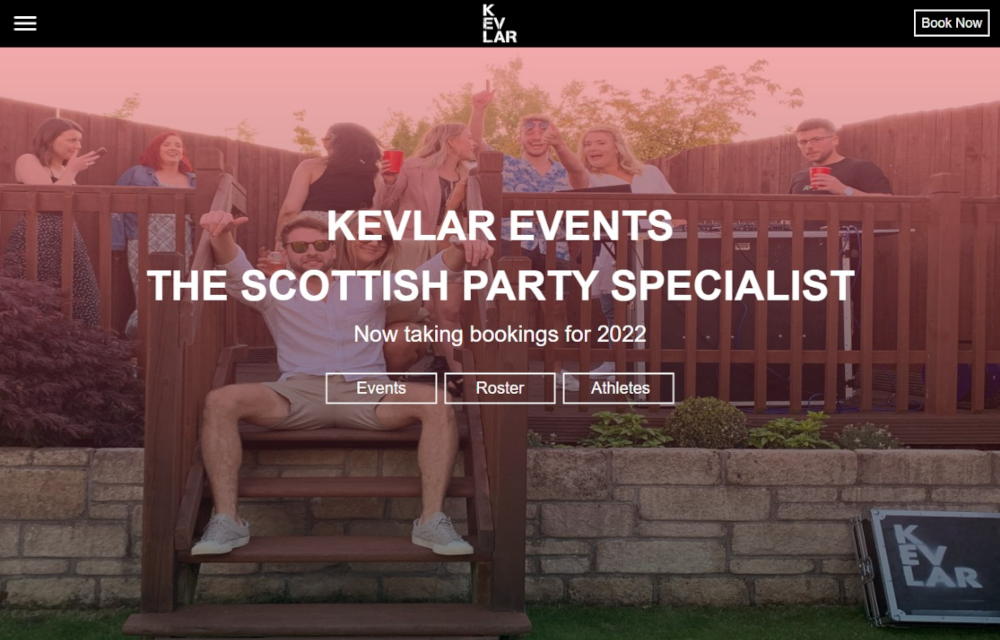 K
EV
LAR
Book Now
KEVLAR EVENTS
THE SCOTTISH PARTY SPECIALIST
Now taking bookings for 2022
Events
Roster
Athletes
K
EV
LAR